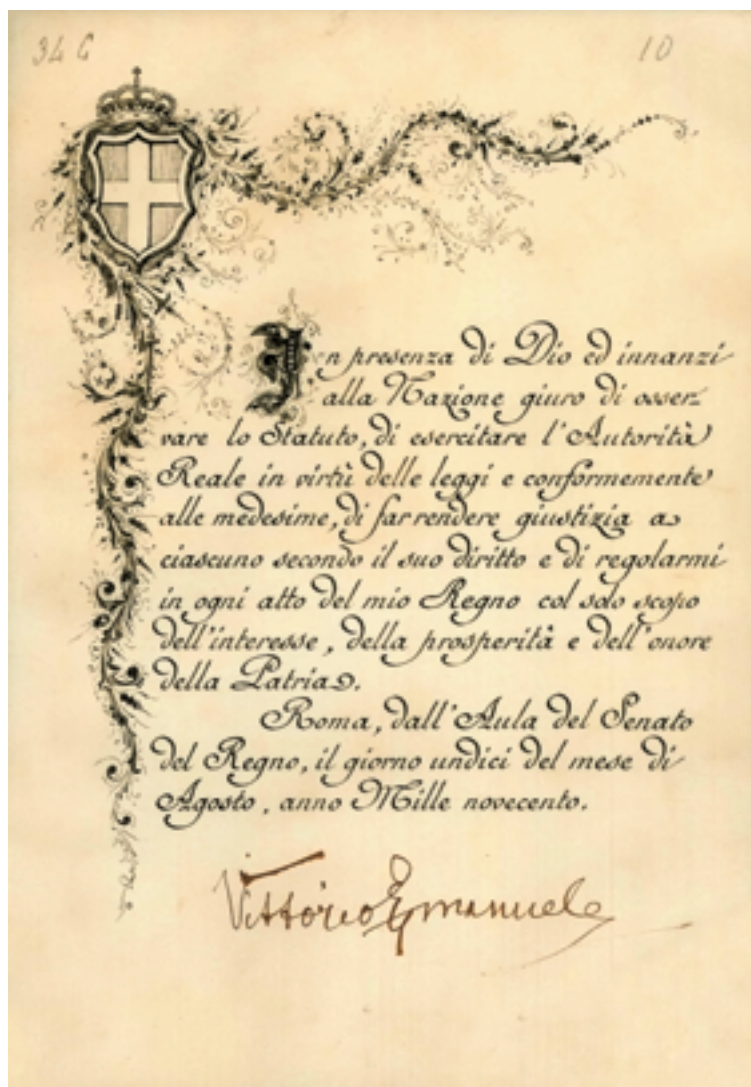 34 C 10
In presenza di Dio ed innanzi
alla Nazione giuro di osser-
vare lo Statuto, di esercitare l'Autorità
Reale in virtù delle leggi e conformemente
alle medesime, di far rendere giustizia a
ciascuno secondo il suo diritto e di regolarmi
in ogni atto del mio Regno col solo scopo
dell'interesse, della prosperità e dell'onore
della Patria.
Roma, dall'Aula del Senato
del Regno, il giorno undici del mese di
Agosto, anno Mille novecento.
Vittorio Emanuele